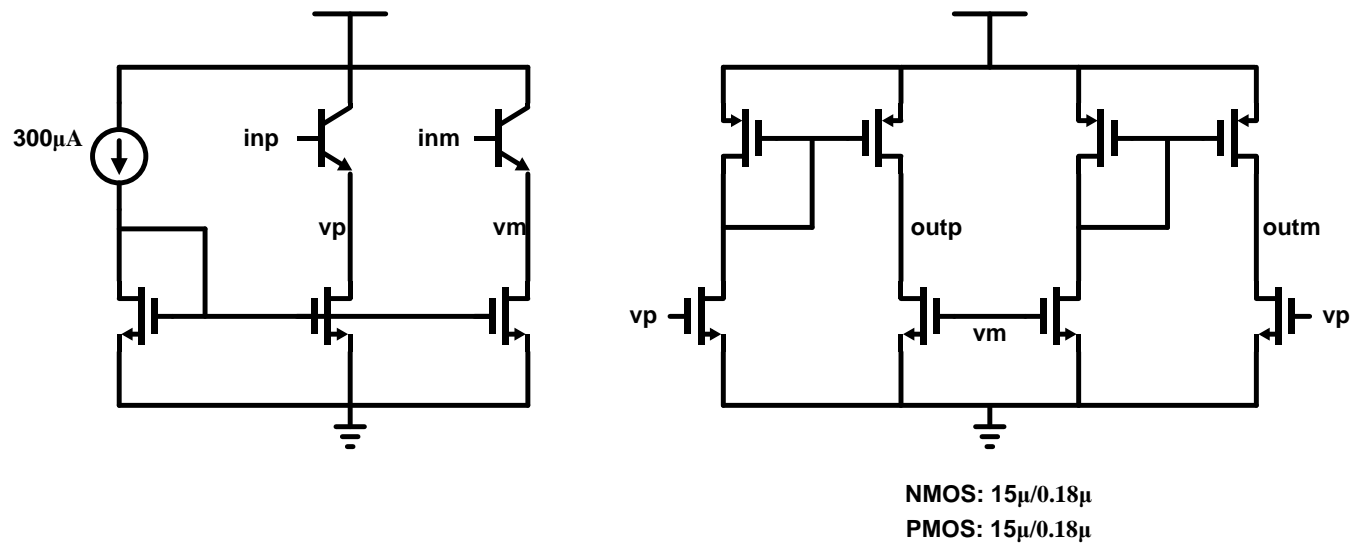 300μA
inp
inm
vp
vm
outp
outm
vp
vm
vp
NMOS: 15μ/0.18μ
PMOS: 15μ/0.18μ